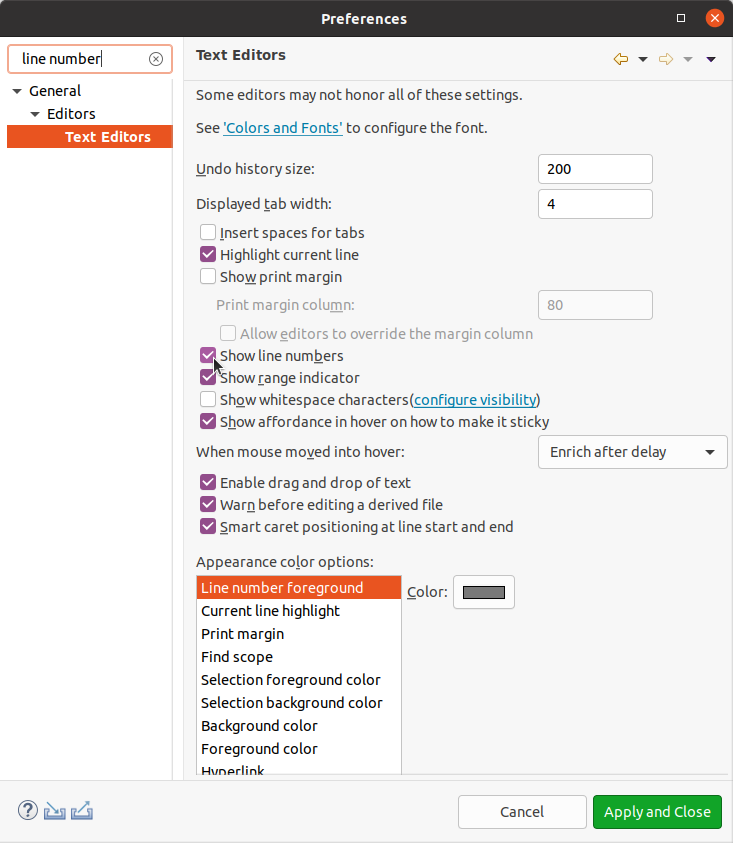 Preferences
line number
General
Editors
Text Editors
Text Editors
Some editors may not honor all of these settings.
See 'Colors and Fonts' to configure the font.
Undo history size: 200
Displayed tab width: 4
Insert spaces for tabs
Highlight current line
Show print margin
Print margin column: 80
Allow editors to override the margin column
Show line numbers
Show range indicator
Show whitespace characters(configure visibility)
Show affordance in hover on how to make it sticky
When mouse moved into hover: Enrich after delay
Enable drag and drop of text
Warn before editing a derived file
Smart caret positioning at line start and end
Appearance color options:
Line number foreground
Color:
Current line highlight
Print margin
Find scope
Selection foreground color
Selection background color
Background color
Foreground color
Hyperlink
Cancel
Apply and Close